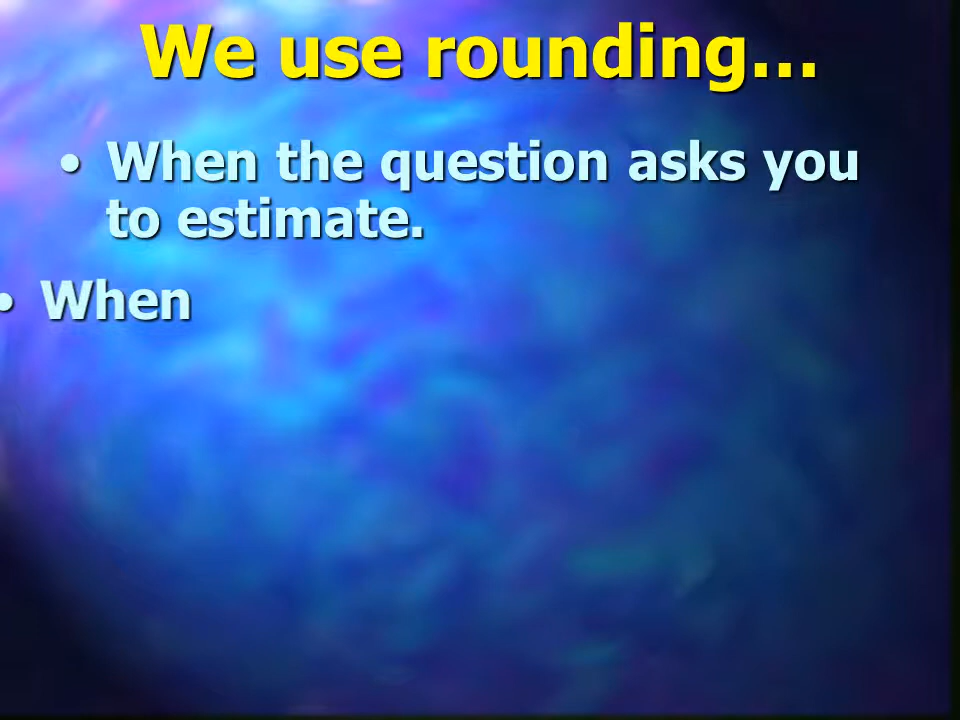 We use rounding…
• When the question asks you
to estimate.
• When